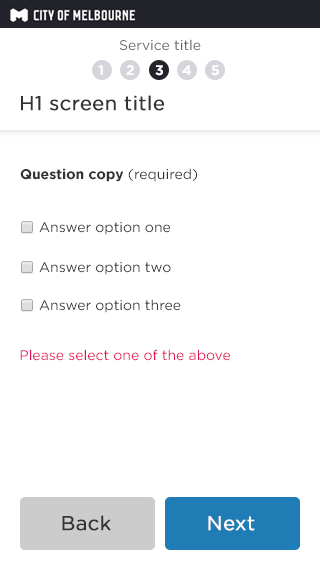 CITY OF MELBOURNE
Service title
1 2 3 4 5
H1 screen title
Question copy (required)
Answer option one
Answer option two
Answer option three
Please select one of the above
Back Next